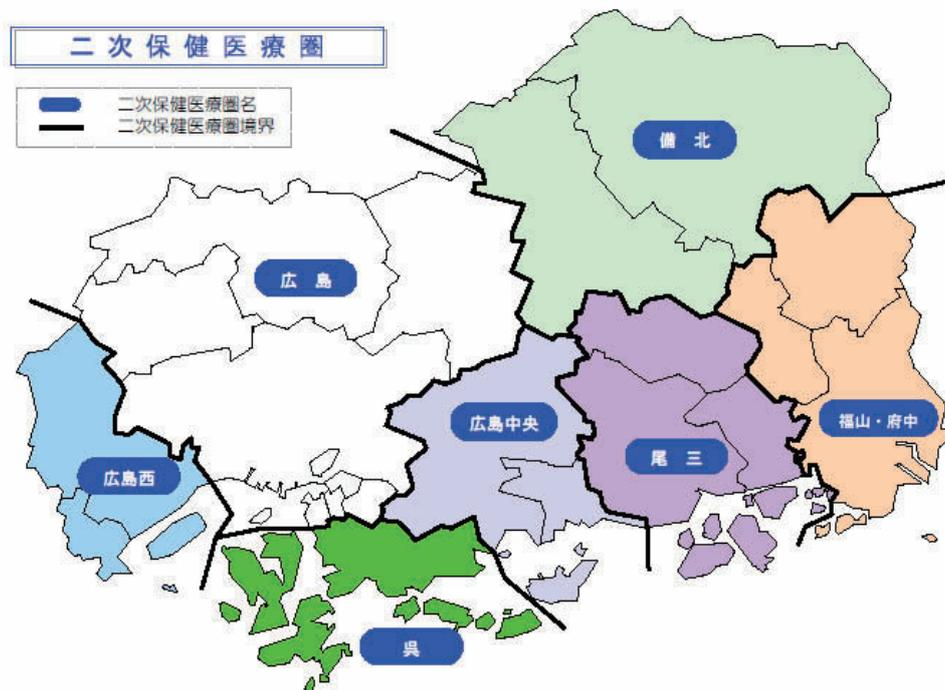 二次保健医療圏
二次保健医療圏名
二次保健医療圏境界
備 北
広 島
広島中央
福山・府中
尾 三
広島西
呉